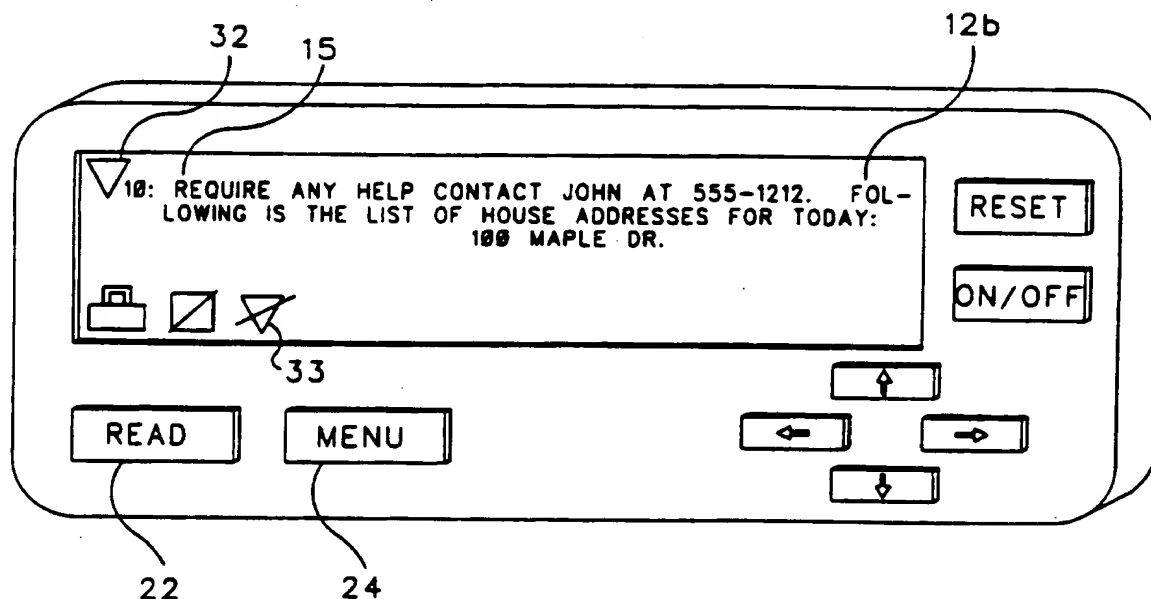 32
15
12b
10: REQUIRE ANY HELP CONTACT JOHN AT 555-1212. FOL-
LOWING IS THE LIST OF HOUSE ADDRESSES FOR TODAY:
100 MAPLE DR.
RESET
ON/OFF
33
READ
MENU
22
24